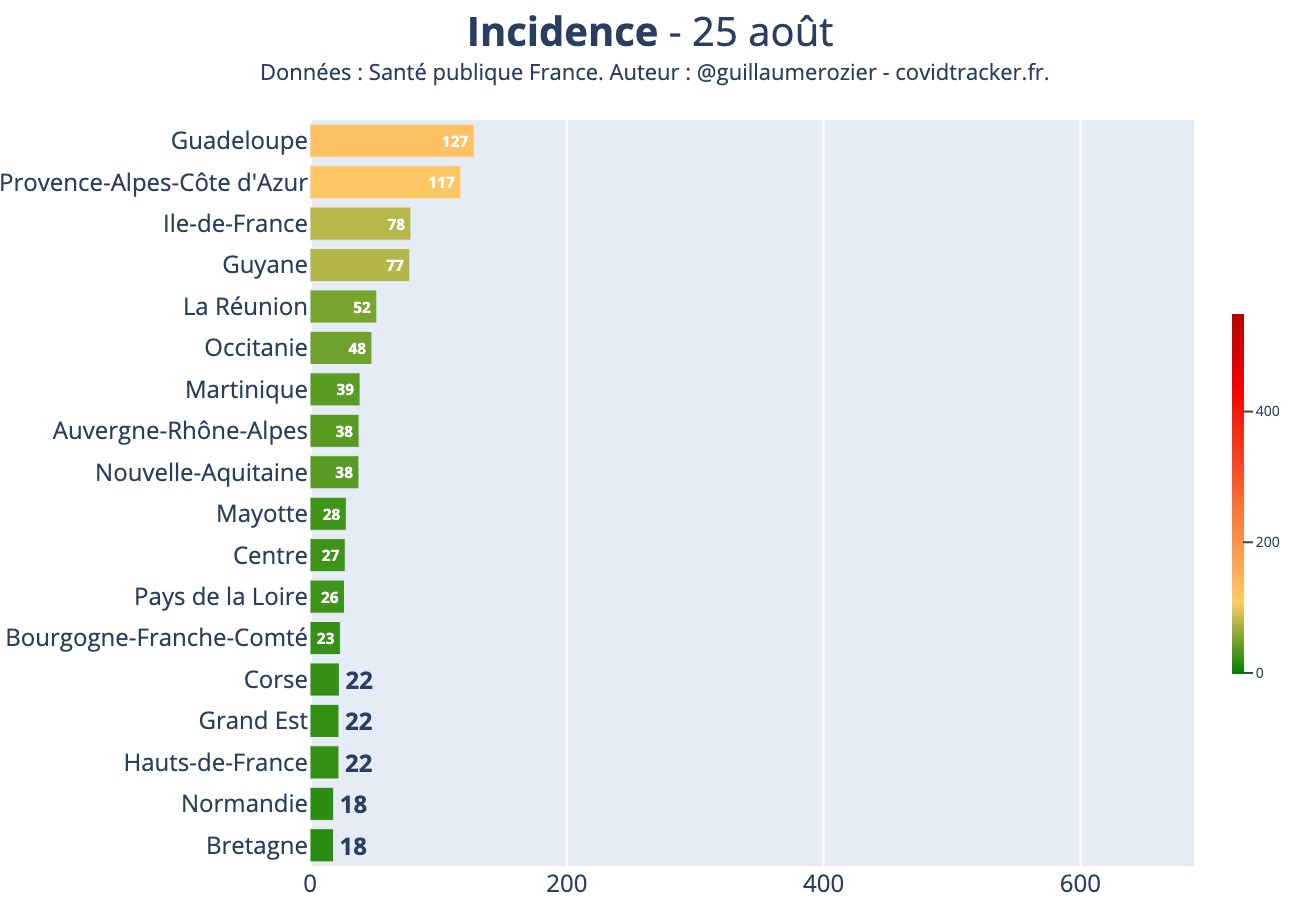 Incidence - 25 août
Données : Santé publique France. Auteur : @guillaumerozier - covidtracker.fr.
Guadeloupe 127
Provence-Alpes-Côte d'Azur 117
Ile-de-France 78
Guyane 77
La Réunion 52
Occitanie 48
Martinique 39
Auvergne-Rhône-Alpes 38
Nouvelle-Aquitaine 38
Mayotte 28
Centre 27
Pays de la Loire 26
Bourgogne-Franche-Comté 23
Corse 22
Grand Est 22
Hauts-de-France 22
Normandie 18
Bretagne 18
0 200 400 600
400
200
0